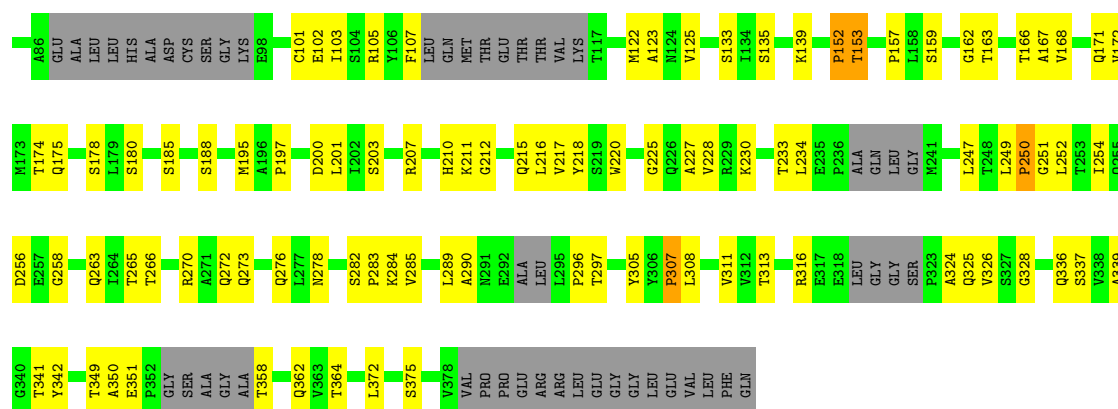 A86 GLU ALA LEU LEU HIS ALA ASP CYS SER GLY LYS E98 C101 E102 I103 S104 R105 Y106 F107 LEU GLN MET THR GLU THR THR VAL LYS T117 M122 A123 N124 V125 S133 I134 S135 K139 P152 T153 P157 L158 S159 G162 T163 T166 A167 V168 Q171 V172
M173 T174 Q175 S178 L179 S180 S185 S188 M195 A196 P197 D200 L201 I202 S203 R207 H210 K211 G212 Q215 L216 V217 Y218 S219 W220 G225 Q226 A227 V228 R229 K230 T233 L234 E235 P236 ALA GLN LEU GLY M241 L247 T248 L249 P250 G251 L252 T253 I254 Q255
D256 E257 G258 Q263 I264 T265 T266 R270 A271 Q272 Q273 Q276 L277 N278 S282 P283 K284 V285 L289 A290 N291 E292 ALA LEU L295 P296 T297 Y305 Y306 P307 L308 V311 V312 T313 R316 E317 E318 LEU GLY GLY SER P323 A324 Q325 V326 S327 G328 Q336 S337 V338 A339
G340 T341 Y342 T349 A350 E351 P352 GLY SER ALA GLY ALA T358 Q362 V363 T364 L372 S375 V378 VAL PRO PRO GLU ARG ARG LEU GLU GLY GLY LEU GLU VAL LEU PHE GLN